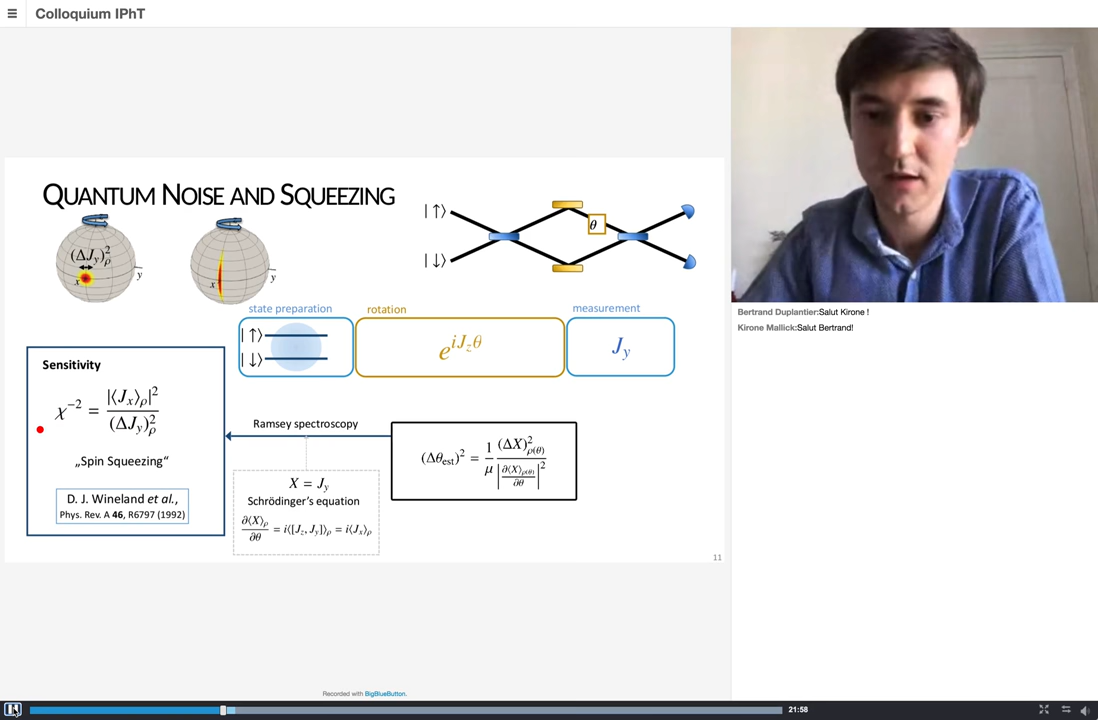 Colloquium IPhT
QUANTUM NOISE AND SQUEEZING
(ΔJ_y)²_ρ
x
y
x
y
|↑⟩
|↓⟩
θ
state preparation
rotation
measurement
|↑⟩
|↓⟩
e^{iJ_zθ}
J_y
Sensitivity
χ^{-2} = |⟨J_x⟩_ρ|² / (ΔJ_y)²_ρ
„Spin Squeezing“
D. J. Wineland et al.,
Phys. Rev. A 46, R6797 (1992)
Ramsey spectroscopy
X = J_y
Schrödinger’s equation
∂⟨X⟩_ρ / ∂θ = i⟨[J_z, J_y]⟩_ρ = i⟨J_x⟩_ρ
(Δθ_est)² = 1/μ (ΔX)²_{ρ(θ)} / |∂⟨X⟩_{ρ(θ)} / ∂θ|²
11
Bertrand Duplantier:Salut Kirone !
Kirone Mallick:Salut Bertrand!
Recorded with BigBlueButton.
21:58